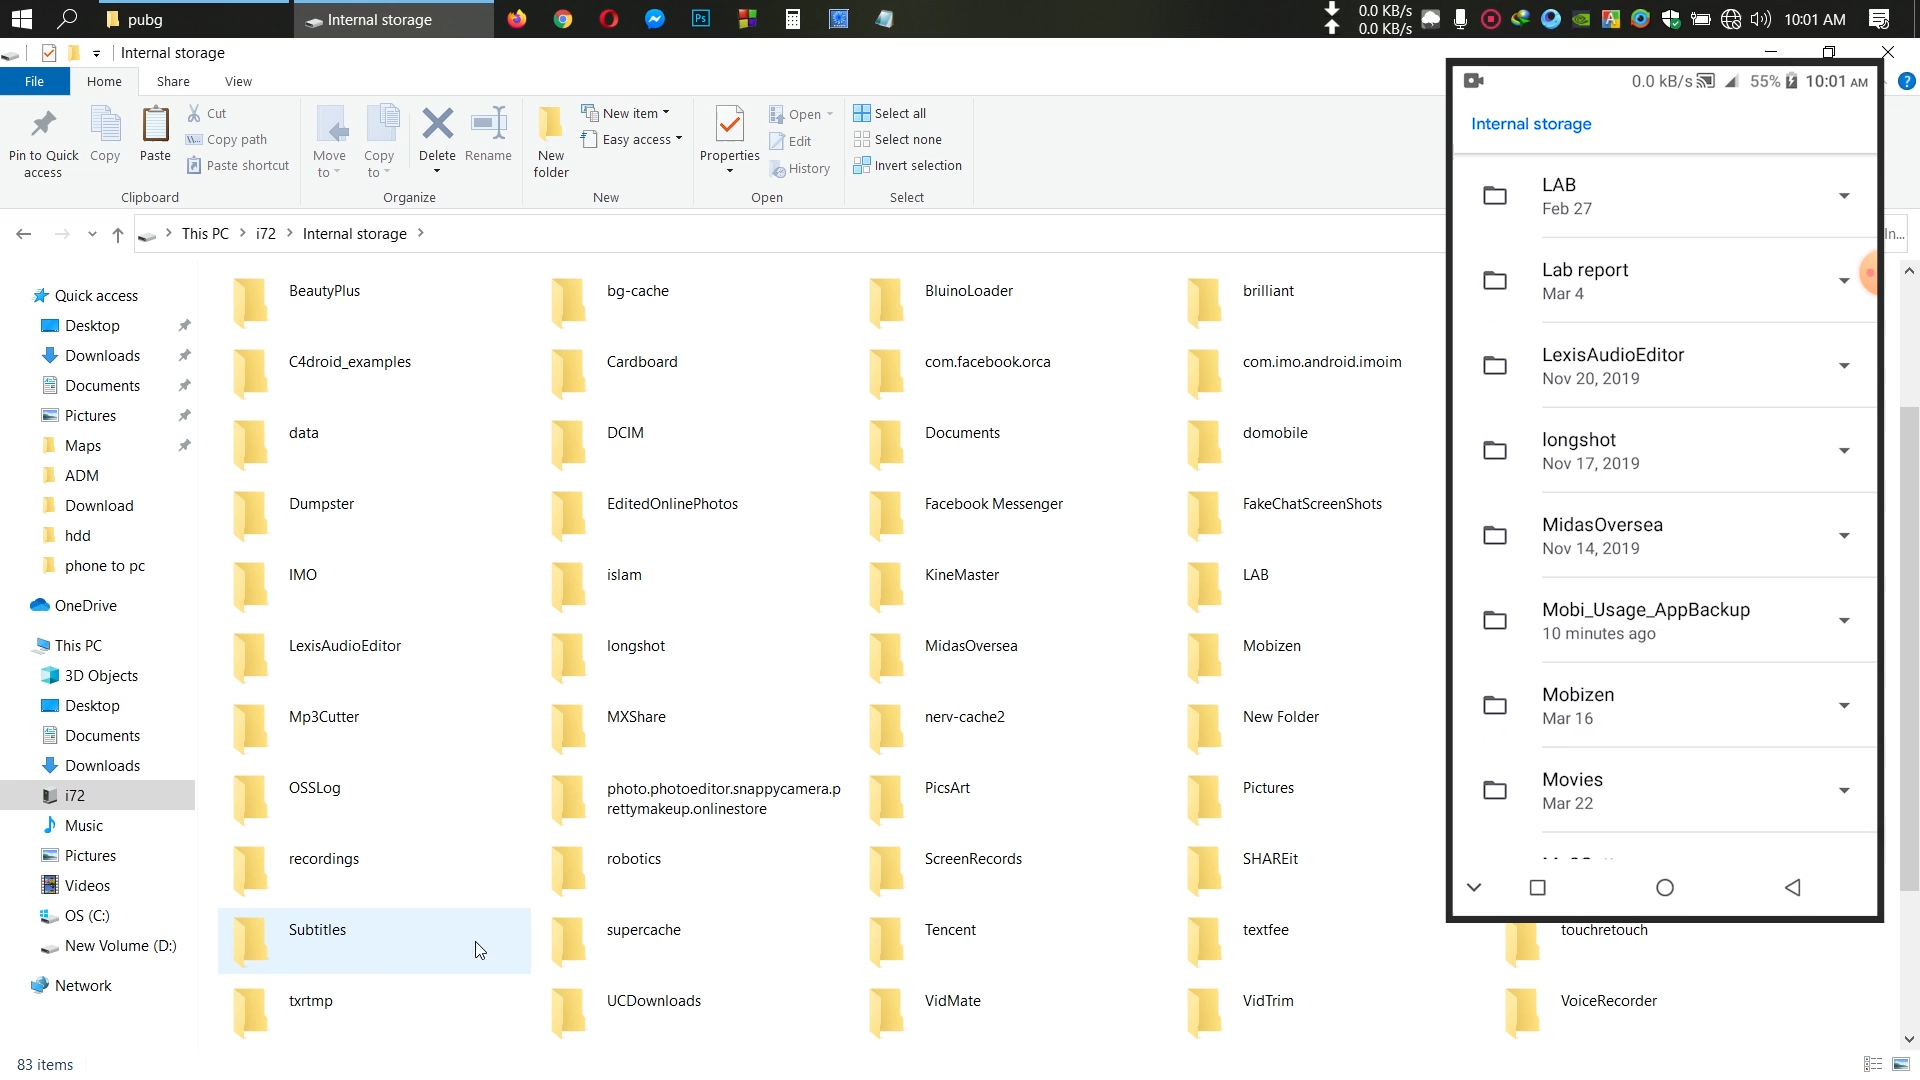 pubg
Internal storage
0.0 KB/s
0.0 KB/s
10:01 AM
Internal storage
File
Home
Share
View
Pin to Quick access
Copy
Paste
Cut
Copy path
Paste shortcut
Clipboard
Move to
Copy to
Delete
Rename
Organize
New folder
New item
Easy access
New
Properties
Open
Edit
History
Open
Select all
Select none
Invert selection
Select
This PC
i72
Internal storage
In...
Quick access
Desktop
Downloads
Documents
Pictures
Maps
ADM
Download
hdd
phone to pc
OneDrive
This PC
3D Objects
Desktop
Documents
Downloads
i72
Music
Pictures
Videos
OS (C:)
New Volume (D:)
Network
BeautyPlus
bg-cache
BluinoLoader
brilliant
C4droid_examples
Cardboard
com.facebook.orca
com.imo.android.imoim
data
DCIM
Documents
domobile
Dumpster
EditedOnlinePhotos
Facebook Messenger
FakeChatScreenShots
IMO
islam
KineMaster
LAB
LexisAudioEditor
longshot
MidasOversea
Mobizen
Mp3Cutter
MXShare
nerv-cache2
New Folder
OSSLog
photo.photoeditor.snappycamera.p
rettymakeup.onlinestore
PicsArt
Pictures
recordings
robotics
ScreenRecords
SHAREit
Subtitles
supercache
Tencent
textfee
touchretouch
txrtmp
UCDownloads
VidMate
VidTrim
VoiceRecorder
83 items
0.0 kB/s
55%
10:01 AM
Internal storage
LAB
Feb 27
Lab report
Mar 4
LexisAudioEditor
Nov 20, 2019
longshot
Nov 17, 2019
MidasOversea
Nov 14, 2019
Mobi_Usage_AppBackup
10 minutes ago
Mobizen
Mar 16
Movies
Mar 22